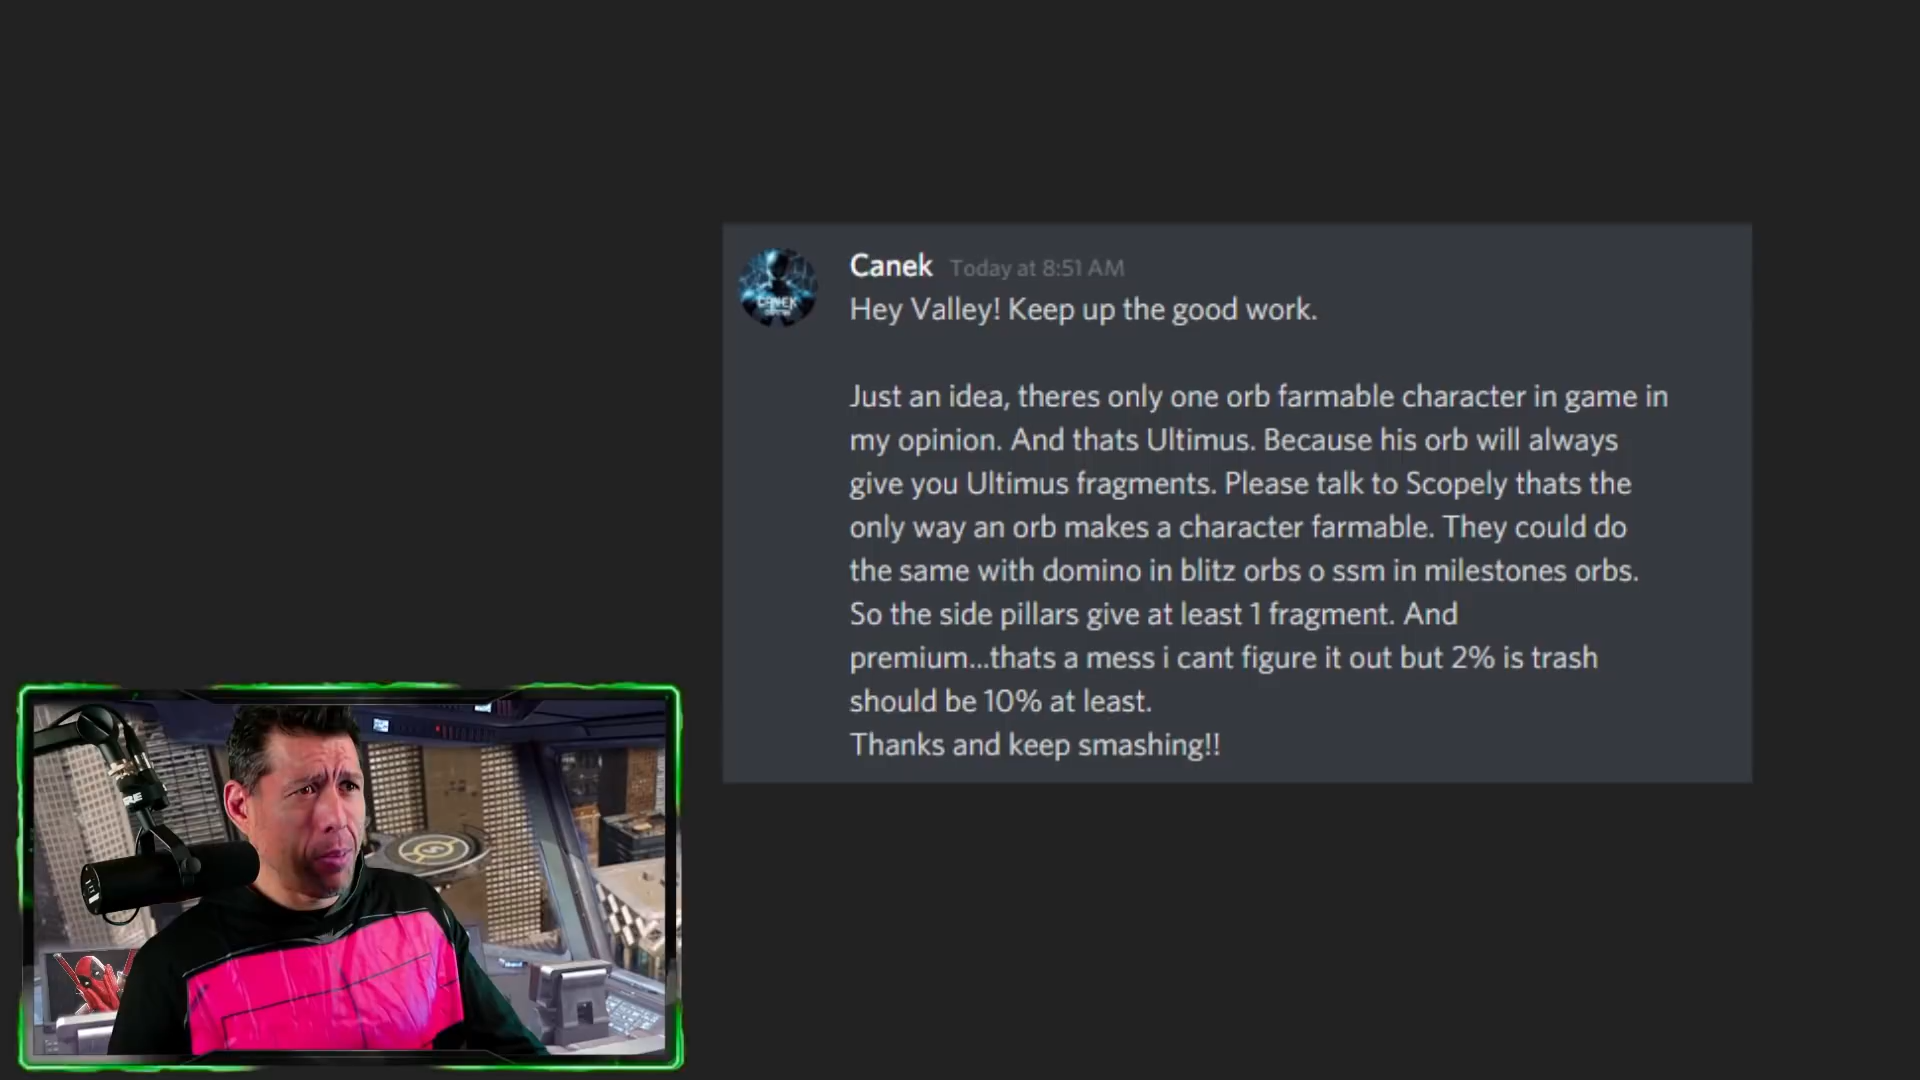 Canek Today at 8:51 AM
Hey Valley! Keep up the good work.
Just an idea, theres only one orb farmable character in game in
my opinion. And thats Ultimus. Because his orb will always
give you Ultimus fragments. Please talk to Scopely thats the
only way an orb makes a character farmable. They could do
the same with domino in blitz orbs o ssm in milestones orbs.
So the side pillars give at least 1 fragment. And
premium...thats a mess i cant figure it out but 2% is trash
should be 10% at least.
Thanks and keep smashing!!
CANEK